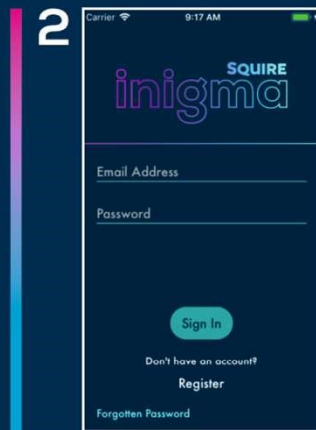 2
Carrier 9:17 AM
SQUIRE
inigma
Email Address
Password
Sign In
Don't have an account?
Register
Forgotten Password